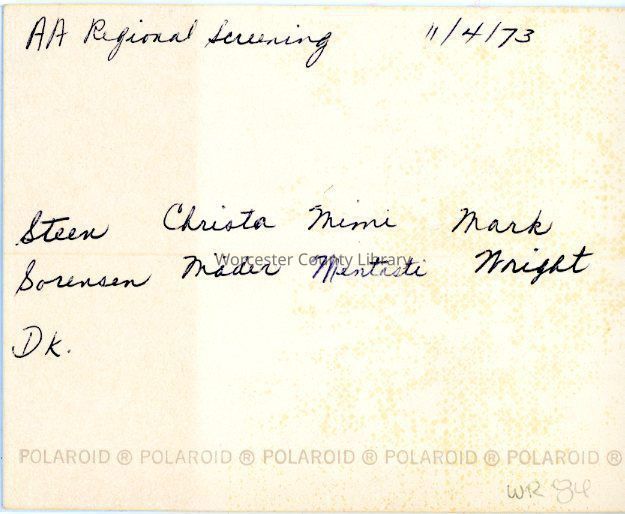 AA Regional Screening 11/4/73
Steen Christa Mimi Mark
Sorensen Mader Mentasti Wright
Worcester County Library
Dk.
POLAROID ® POLAROID ® POLAROID ® POLAROID ® POLAROID ®
WR 84